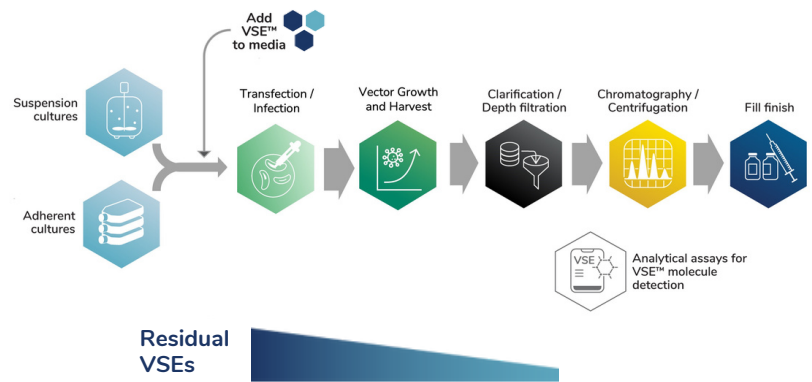 Add
VSE™
to media
Suspension
cultures
Adherent
cultures
Transfection /
Infection
Vector Growth
and Harvest
Clarification /
Depth filtration
Chromatography /
Centrifugation
Fill finish
VSE
Analytical assays for
VSE™ molecule
detection
Residual
VSEs